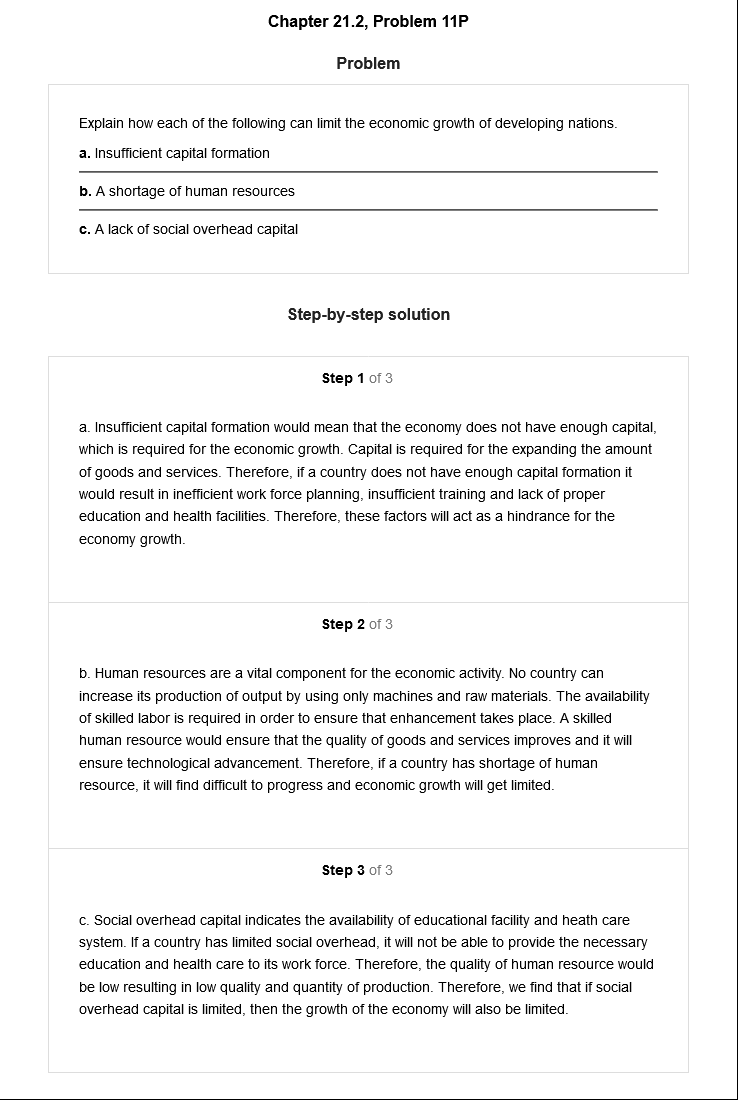 Chapter 21.2, Problem 11P
Problem
Explain how each of the following can limit the economic growth of developing nations.
a. Insufficient capital formation
b. A shortage of human resources
c. A lack of social overhead capital
Step-by-step solution
Step 1 of 3
a. Insufficient capital formation would mean that the economy does not have enough capital,
which is required for the economic growth. Capital is required for the expanding the amount
of goods and services. Therefore, if a country does not have enough capital formation it
would result in inefficient work force planning, insufficient training and lack of proper
education and health facilities. Therefore, these factors will act as a hindrance for the
economy growth.
Step 2 of 3
b. Human resources are a vital component for the economic activity. No country can
increase its production of output by using only machines and raw materials. The availability
of skilled labor is required in order to ensure that enhancement takes place. A skilled
human resource would ensure that the quality of goods and services improves and it will
ensure technological advancement. Therefore, if a country has shortage of human
resource, it will find difficult to progress and economic growth will get limited.
Step 3 of 3
c. Social overhead capital indicates the availability of educational facility and heath care
system. If a country has limited social overhead, it will not be able to provide the necessary
education and health care to its work force. Therefore, the quality of human resource would
be low resulting in low quality and quantity of production. Therefore, we find that if social
overhead capital is limited, then the growth of the economy will also be limited.